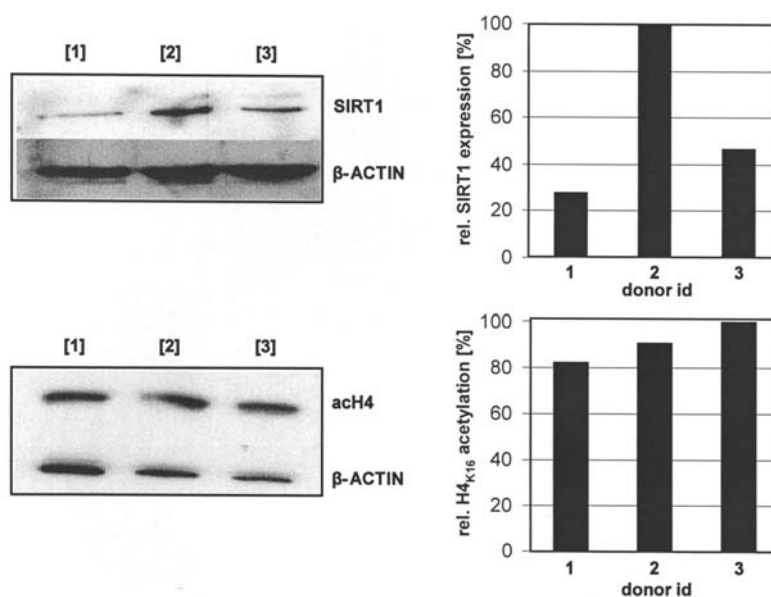 [1] [2] [3]
SIRT1
β-ACTIN
rel. SIRT1 expression [%]
100
80
60
40
20
0
1 2 3
donor id
[1] [2] [3]
acH4
β-ACTIN
rel. H4K16 acetylation [%]
100
80
60
40
20
0
1 2 3
donor id